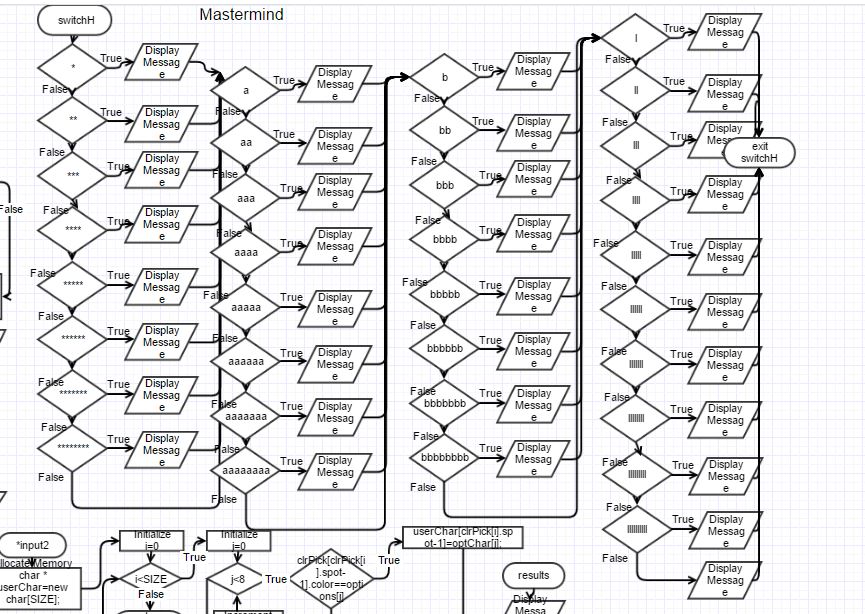 Mastermind
switchH
*
True
Display
Messag
e
False
**
True
Display
Messag
e
False
***
True
Display
Messag
e
False
****
True
Display
Messag
e
False
*****
True
Display
Messag
e
False
******
True
Display
Messag
e
False
*******
True
Display
Messag
e
False
********
True
Display
Messag
e
False
a
True
Display
Messag
e
False
aa
True
Display
Messag
e
False
aaa
True
Display
Messag
e
False
aaaa
True
Display
Messag
e
False
aaaaa
True
Display
Messag
e
False
aaaaaa
True
Display
Messag
e
False
aaaaaaa
True
Display
Messag
e
False
aaaaaaaa
True
Display
Messag
e
False
b
True
Display
Messag
e
False
bb
True
Display
Messag
e
False
bbb
True
Display
Messag
e
False
bbbb
True
Display
Messag
e
False
bbbbb
True
Display
Messag
e
False
bbbbbb
True
Display
Messag
e
False
bbbbbbb
True
Display
Messag
e
False
bbbbbbbb
True
Display
Messag
e
False
l
True
Display
Messag
e
False
ll
True
Display
Messag
e
False
lll
True
Display
Messag
e
exit
switchH
False
llll
True
Display
Messag
e
False
lllll
True
Display
Messag
e
False
llllll
True
Display
Messag
e
False
True
Display
Messag
e
False
True
Display
Messag
e
False
True
Display
Messag
e
False
True
Display
Messag
e
False
Display
Messag
e
False
*input2
allocate Memory
char *
userChar=new
char[SIZE];
Initialize
i=0
True
i<SIZE
False
Initialize
j=0
j<8
True
Increment
clrPick[clrPick[i
].spot-
1].color==opti
ons[j]
True
userChar[clrPick[i].sp
ot-1]=optChar[i];
results
Display
Messa